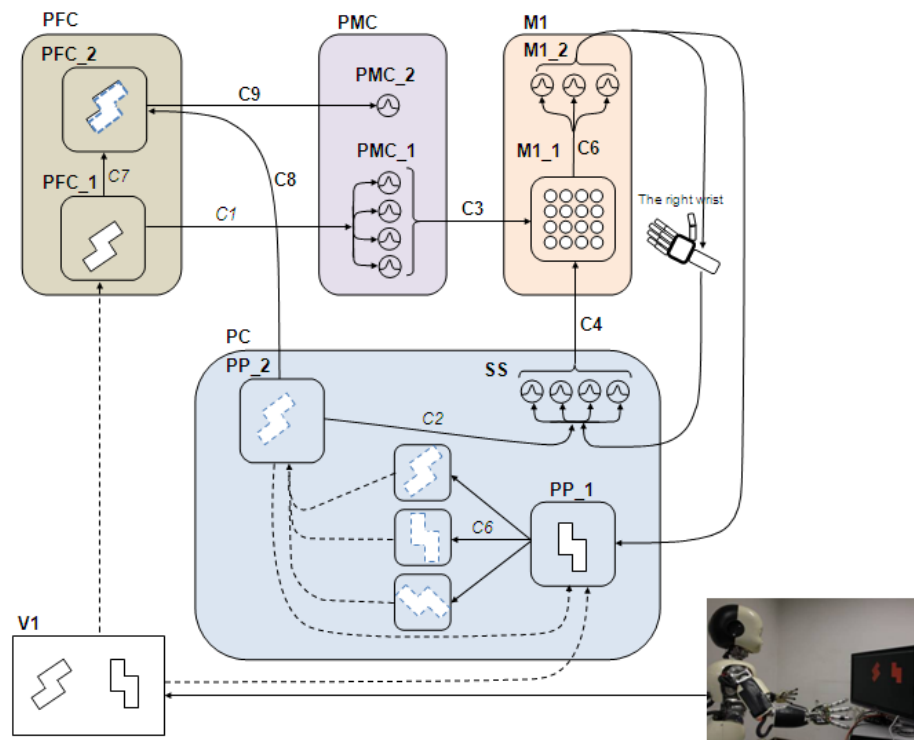 PFC
PMC
M1
PFC_2
M1_2
PMC_2
C9
C6
PMC_1
M1_1
C7
C8
PFC_1
C1
C3
The right wrist
C4
PC
PP_2
SS
C2
PP_1
C6
V1